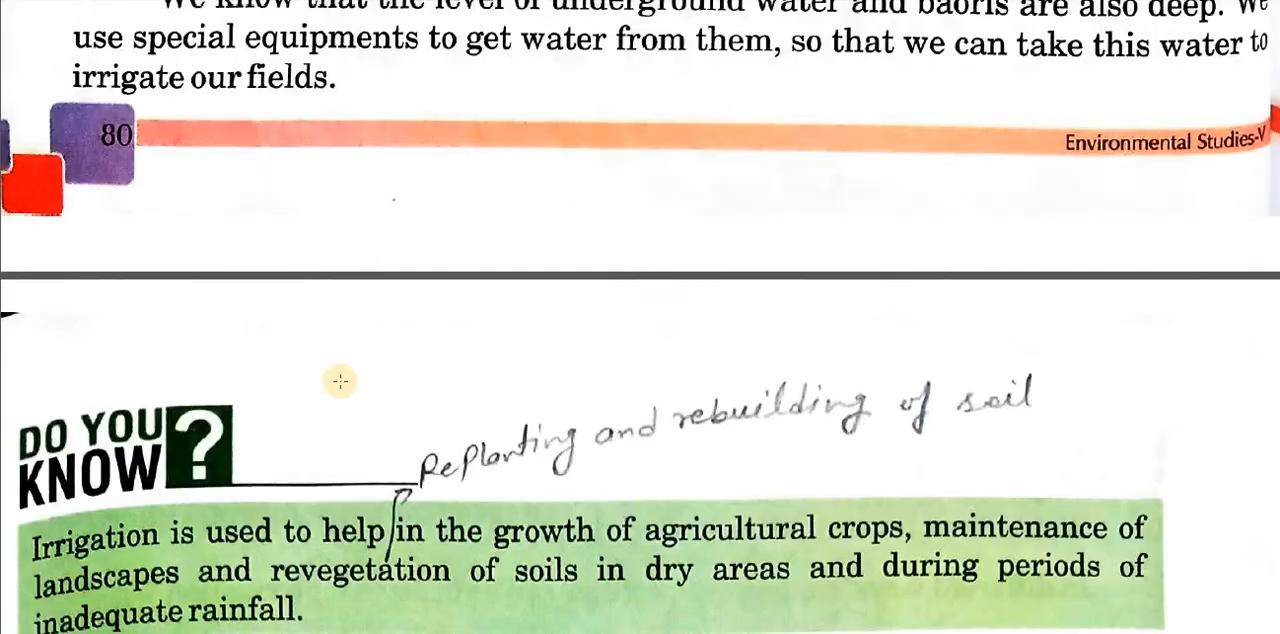 We know that the level of underground water and baoris are also deep. We
use special equipments to get water from them, so that we can take this water to
irrigate our fields.
80
Environmental Studies-V
Replanting and rebuilding of soil
DO YOU
KNOW?
Irrigation is used to help in the growth of agricultural crops, maintenance of
landscapes and revegetation of soils in dry areas and during periods of
inadequate rainfall.